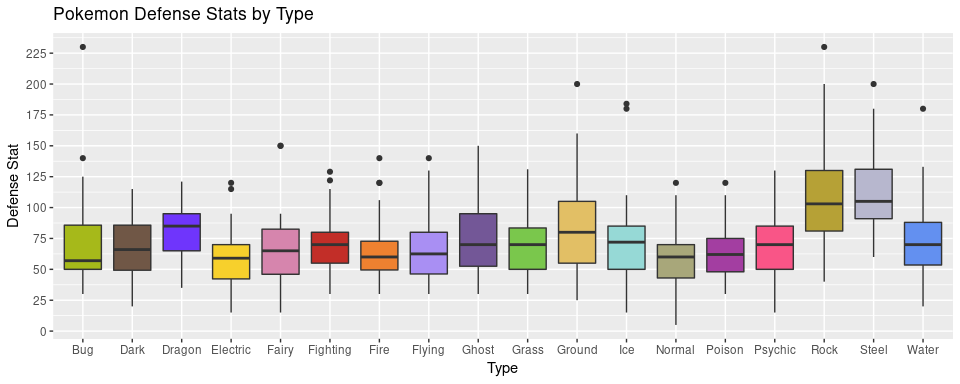 Pokemon Defense Stats by Type
Defense Stat
225
200
175
150
125
100
75
50
25
0
Bug Dark Dragon Electric Fairy Fighting Fire Flying Ghost Grass Ground Ice Normal Poison Psychic Rock Steel Water
Type